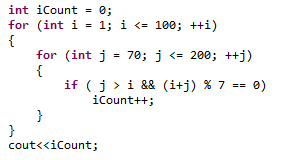 int iCount = 0;
for (int i = 1; i <= 100; ++i)
{
    for (int j = 70; j <= 200; ++j)
    {
        if ( j > i && (i+j) % 7 == 0)
            iCount++;
    }
}
cout<<iCount;